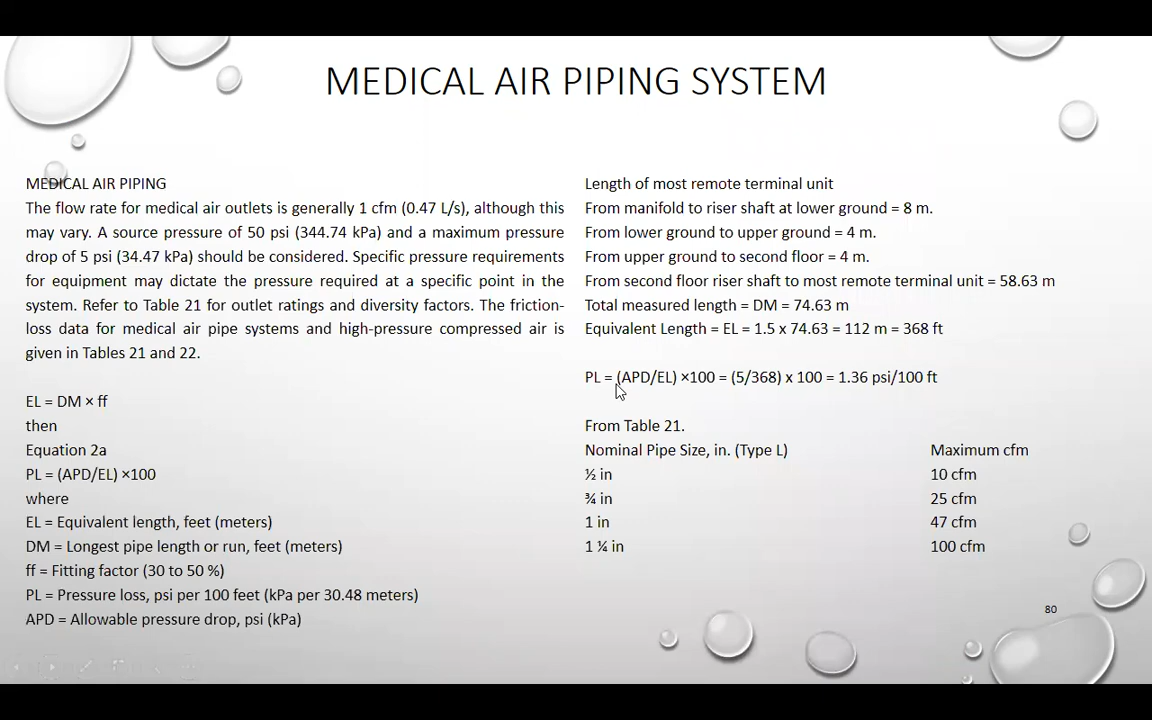 MEDICAL AIR PIPING SYSTEM
MEDICAL AIR PIPING
The flow rate for medical air outlets is generally 1 cfm (0.47 L/s), although this
may vary. A source pressure of 50 psi (344.74 kPa) and a maximum pressure
drop of 5 psi (34.47 kPa) should be considered. Specific pressure requirements
for equipment may dictate the pressure required at a specific point in the
system. Refer to Table 21 for outlet ratings and diversity factors. The friction-
loss data for medical air pipe systems and high-pressure compressed air is
given in Tables 21 and 22.
EL = DM × ff
then
Equation 2a
PL = (APD/EL) ×100
where
EL = Equivalent length, feet (meters)
DM = Longest pipe length or run, feet (meters)
ff = Fitting factor (30 to 50 %)
PL = Pressure loss, psi per 100 feet (kPa per 30.48 meters)
APD = Allowable pressure drop, psi (kPa)
Length of most remote terminal unit
From manifold to riser shaft at lower ground = 8 m.
From lower ground to upper ground = 4 m.
From upper ground to second floor = 4 m.
From second floor riser shaft to most remote terminal unit = 58.63 m
Total measured length = DM = 74.63 m
Equivalent Length = EL = 1.5 x 74.63 = 112 m = 368 ft
PL = (APD/EL) ×100 = (5/368) x 100 = 1.36 psi/100 ft
From Table 21.
Nominal Pipe Size, in. (Type L) Maximum cfm
½ in 10 cfm
¾ in 25 cfm
1 in 47 cfm
1 ¼ in 100 cfm
80